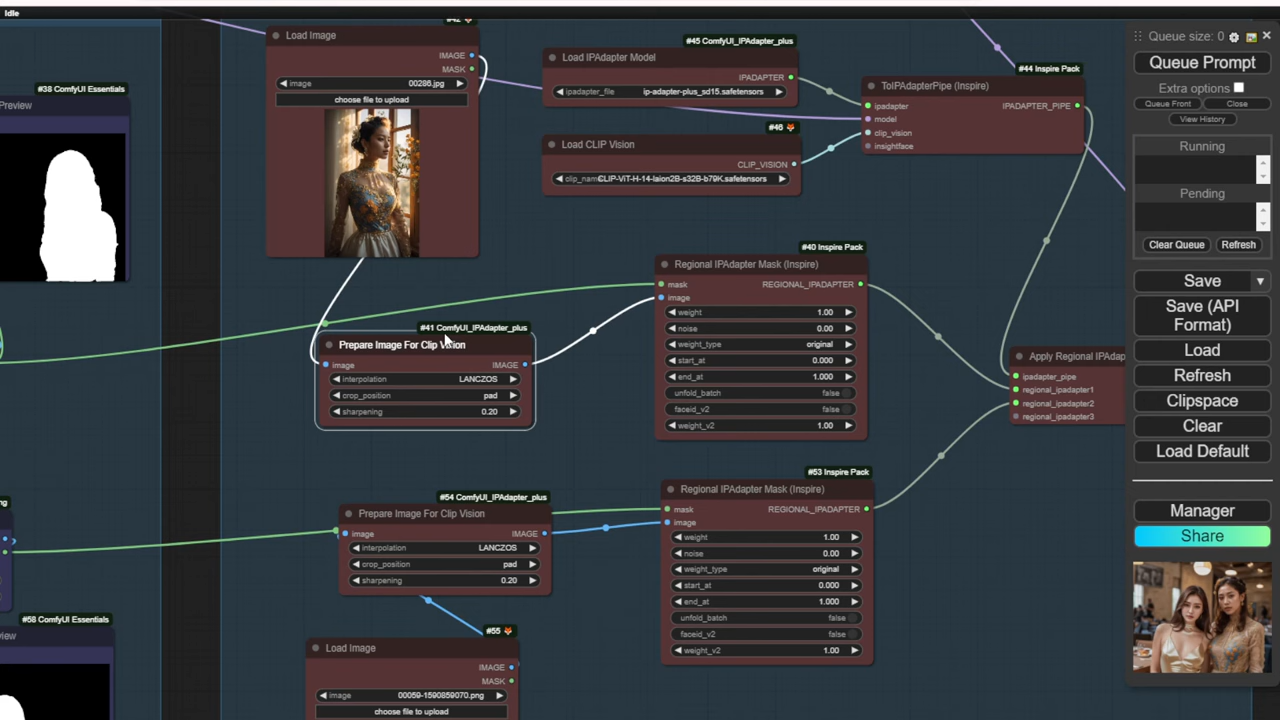 Idle
#42
Load Image
IMAGE
MASK
image 00286.jpg
choose file to upload
#38 ComfyUI Essentials
Preview
#45 ComfyUI_IPAdapter_plus
Load IPAdapter Model
IPADAPTER
ipadapter_file ip-adapter-plus_sd15.safetensors
#46
Load CLIP Vision
CLIP_VISION
clip_name CLIP-ViT-H-14-laion2B-s32B-b79K.safetensors
#44 Inspire Pack
ToIPAdapterPipe (Inspire)
ipadapter IPADAPTER_PIPE
model
clip_vision
insightface
#40 Inspire Pack
Regional IPAdapter Mask (Inspire)
mask REGIONAL_IPADAPTER
image
weight 1.00
noise 0.00
weight_type original
start_at 0.000
end_at 1.000
unfold_batch false
faceid_v2 false
weight_v2 1.00
#41 ComfyUI_IPAdapter_plus
Prepare Image For Clip Vision
image IMAGE
interpolation LANCZOS
crop_position pad
sharpening 0.20
Apply Regional IPAdap
ipadapter_pipe
regional_ipadapter1
regional_ipadapter2
regional_ipadapter3
#53 Inspire Pack
Regional IPAdapter Mask (Inspire)
mask REGIONAL_IPADAPTER
image
weight 1.00
noise 0.00
weight_type original
start_at 0.000
end_at 1.000
unfold_batch false
faceid_v2 false
weight_v2 1.00
#54 ComfyUI_IPAdapter_plus
Prepare Image For Clip Vision
image IMAGE
interpolation LANCZOS
crop_position pad
sharpening 0.20
ng
#58 ComfyUI Essentials
view
#55
Load Image
IMAGE
MASK
image 00059-1590859070.png
choose file to upload
Queue size: 0
Queue Prompt
Extra options
Queue Front Close
View History
Running
Pending
Clear Queue Refresh
Save
Save (API
Format)
Load
Refresh
Clipspace
Clear
Load Default
Manager
Share